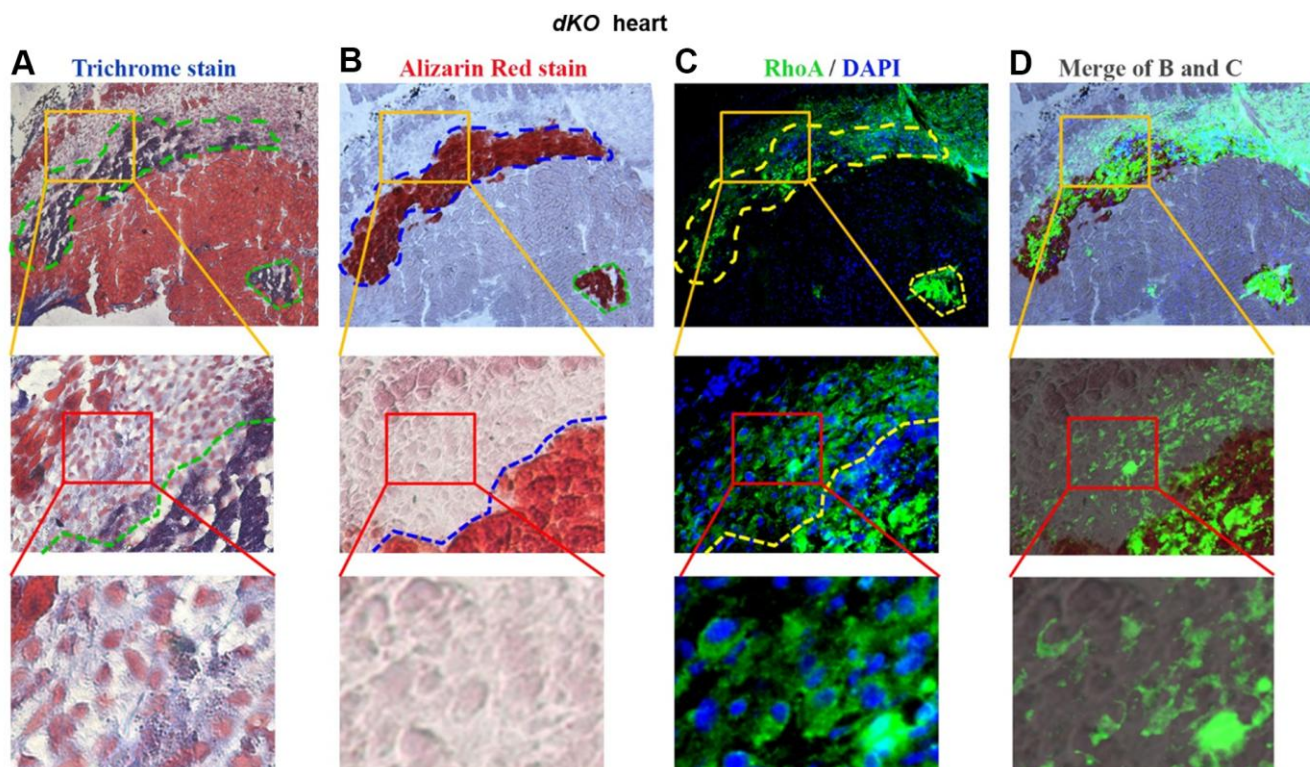 dKO heart
A Trichrome stain
B Alizarin Red stain
C RhoA / DAPI
D Merge of B and C